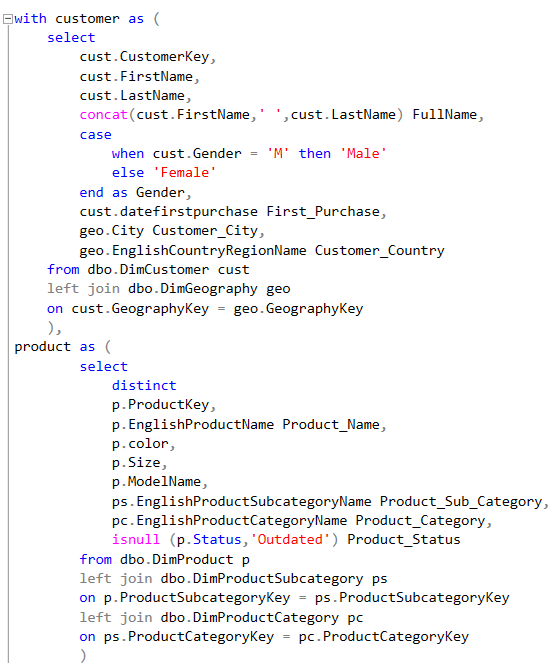 with customer as (
select
cust.CustomerKey,
cust.FirstName,
cust.LastName,
concat(cust.FirstName,' ',cust.LastName) FullName,
case
when cust.Gender = 'M' then 'Male'
else 'Female'
end as Gender,
cust.datefirstpurchase First_Purchase,
geo.City Customer_City,
geo.EnglishCountryRegionName Customer_Country
from dbo.DimCustomer cust
left join dbo.DimGeography geo
on cust.GeographyKey = geo.GeographyKey
),
product as (
select
distinct
p.ProductKey,
p.EnglishProductName Product_Name,
p.color,
p.Size,
p.ModelName,
ps.EnglishProductSubcategoryName Product_Sub_Category,
pc.EnglishProductCategoryName Product_Category,
isnull (p.Status,'Outdated') Product_Status
from dbo.DimProduct p
left join dbo.DimProductSubcategory ps
on p.ProductSubcategoryKey = ps.ProductSubcategoryKey
left join dbo.DimProductCategory pc
on ps.ProductCategoryKey = pc.ProductCategoryKey
)